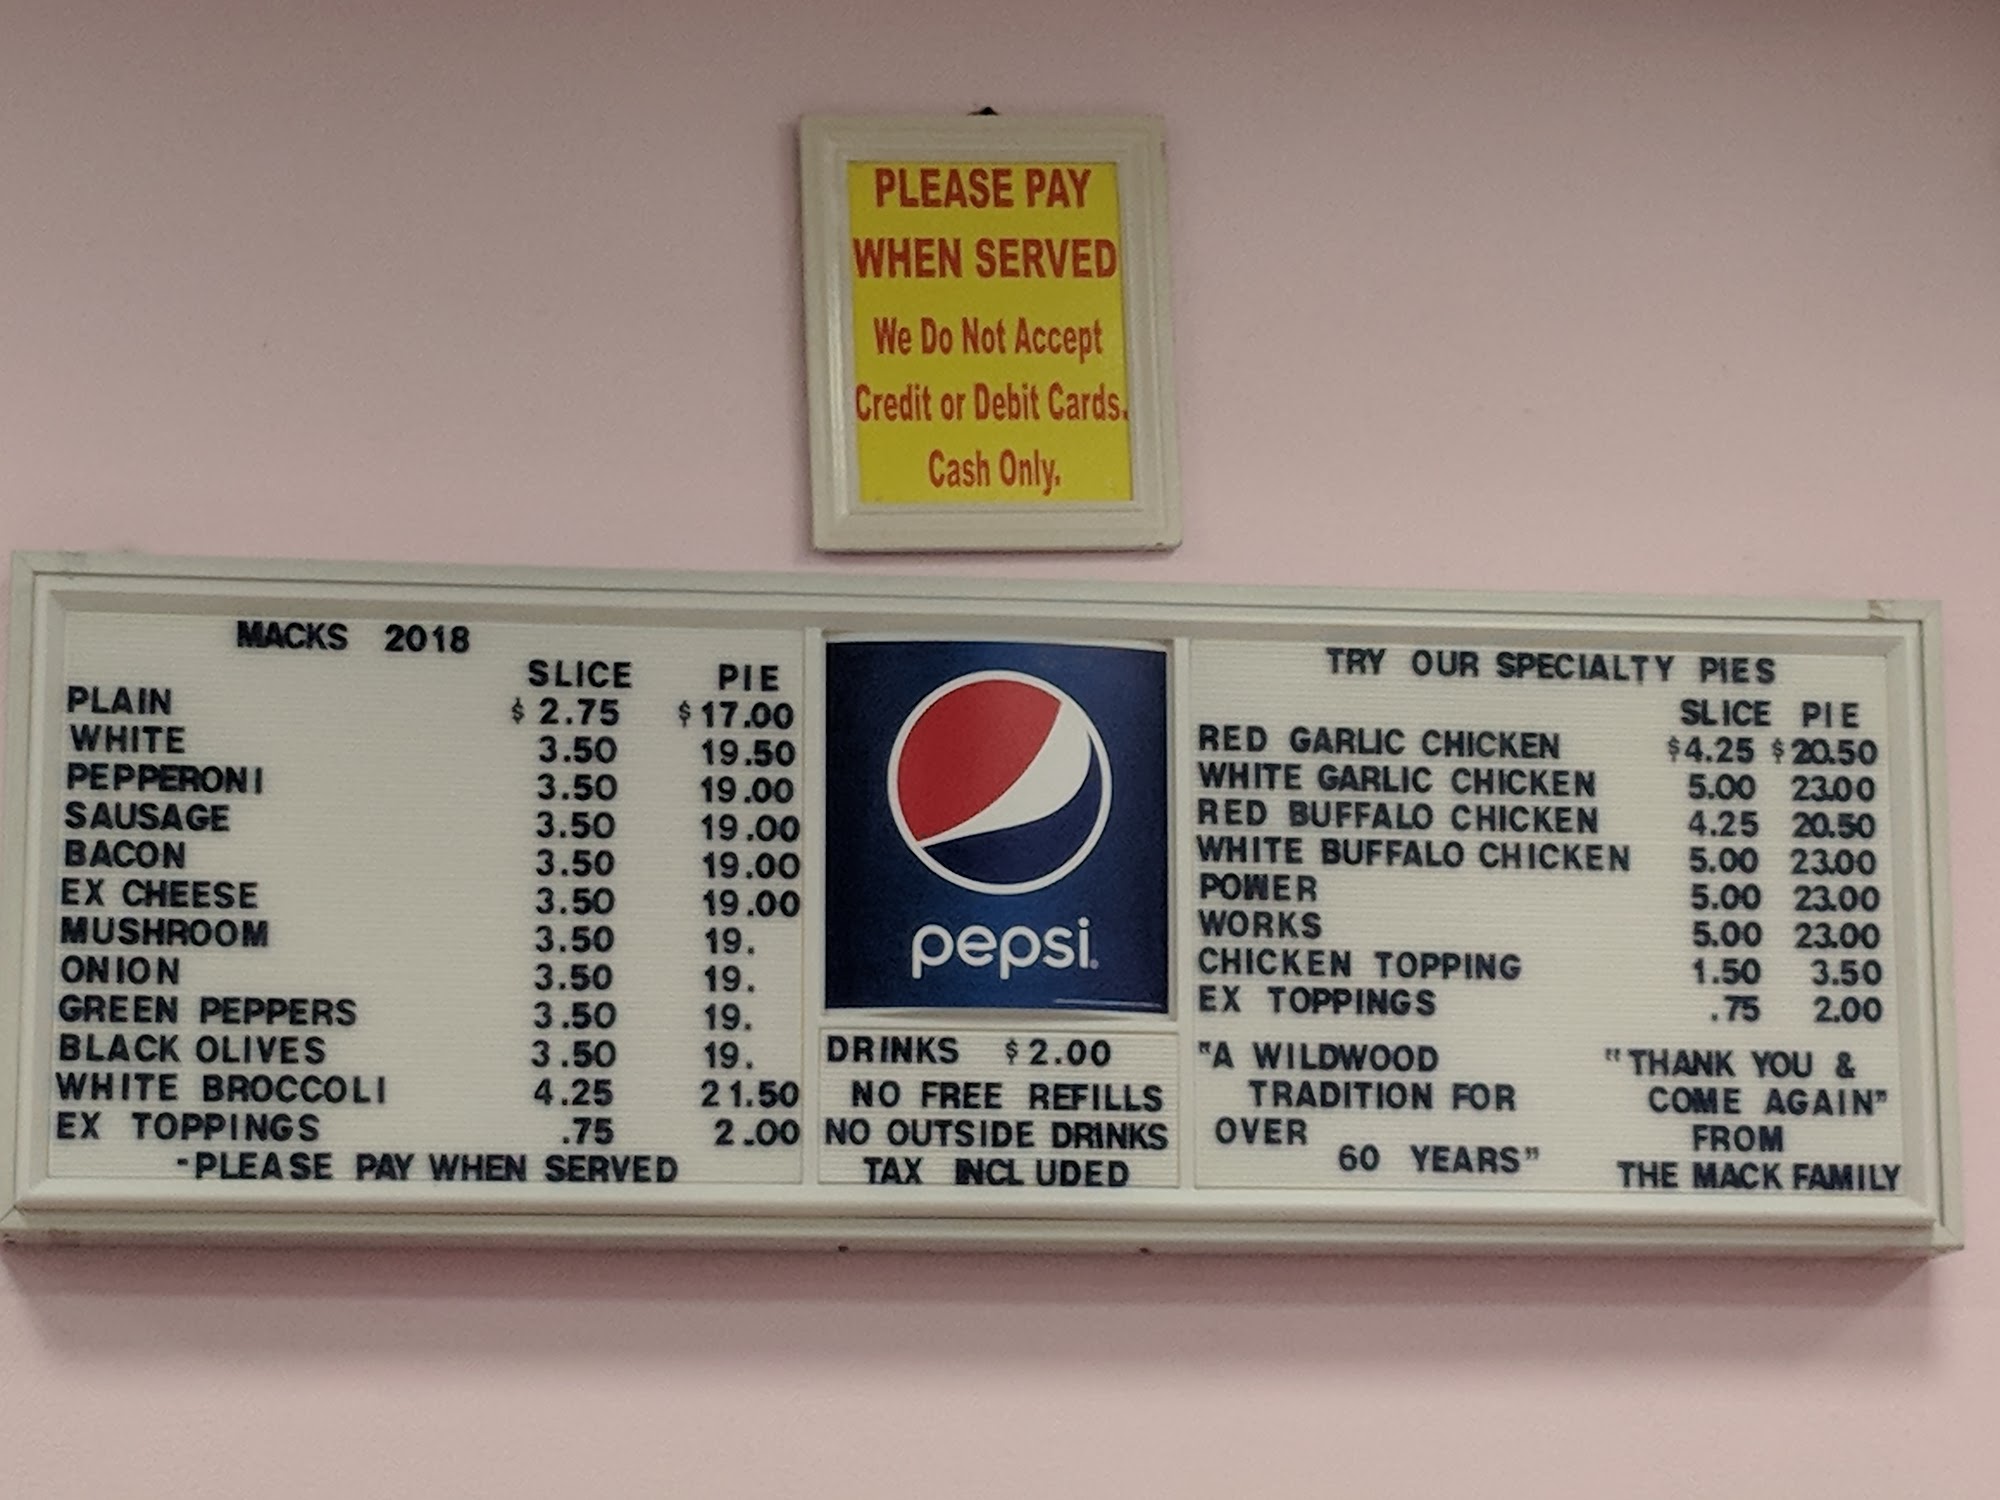 PLEASE PAY
WHEN SERVED
We Do Not Accept
Credit or Debit Cards.
Cash Only.
MACKS 2018
SLICE PIE
PLAIN $2.75 $17.00
WHITE 3.50 19.50
PEPPERONI 3.50 19.00
SAUSAGE 3.50 19.00
BACON 3.50 19.00
EX CHEESE 3.50 19.00
MUSHROOM 3.50 19.
ONION 3.50 19.
GREEN PEPPERS 3.50 19.
BLACK OLIVES 3.50 19.
WHITE BROCCOLI 4.25 21.50
EX TOPPINGS .75 2.00
-PLEASE PAY WHEN SERVED
pepsi.
DRINKS $2.00
NO FREE REFILLS
NO OUTSIDE DRINKS
TAX INCLUDED
TRY OUR SPECIALTY PIES
SLICE PIE
RED GARLIC CHICKEN $4.25 $20.50
WHITE GARLIC CHICKEN 5.00 23.00
RED BUFFALO CHICKEN 4.25 20.50
WHITE BUFFALO CHICKEN 5.00 23.00
POWER 5.00 23.00
WORKS 5.00 23.00
CHICKEN TOPPING 1.50 3.50
EX TOPPINGS .75 2.00
"A WILDWOOD
TRADITION FOR
OVER
60 YEARS"
"THANK YOU &
COME AGAIN"
FROM
THE MACK FAMILY